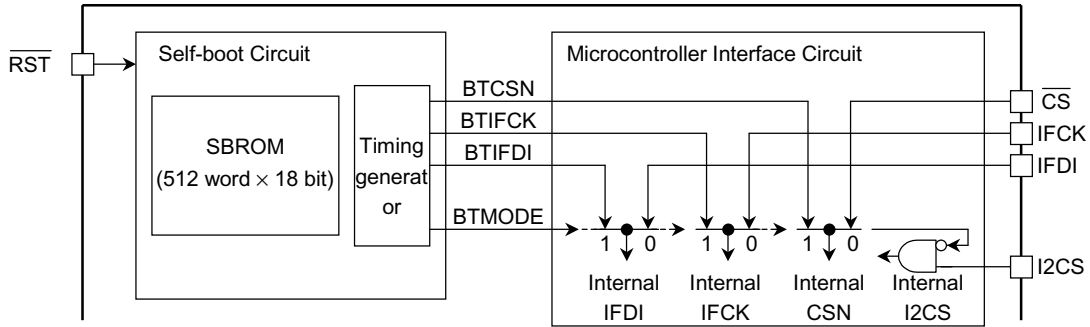 RST
Self-boot Circuit
Microcontroller Interface Circuit
BTCSN
CS
BTIFCK
IFCK
SBROM
(512 word × 18 bit)
Timing
generat
or
BTIFDI
IFDI
BTMODE
1 0 1 0 1 0
Internal
IFDI
Internal
IFCK
Internal
CSN
Internal
I2CS
I2CS